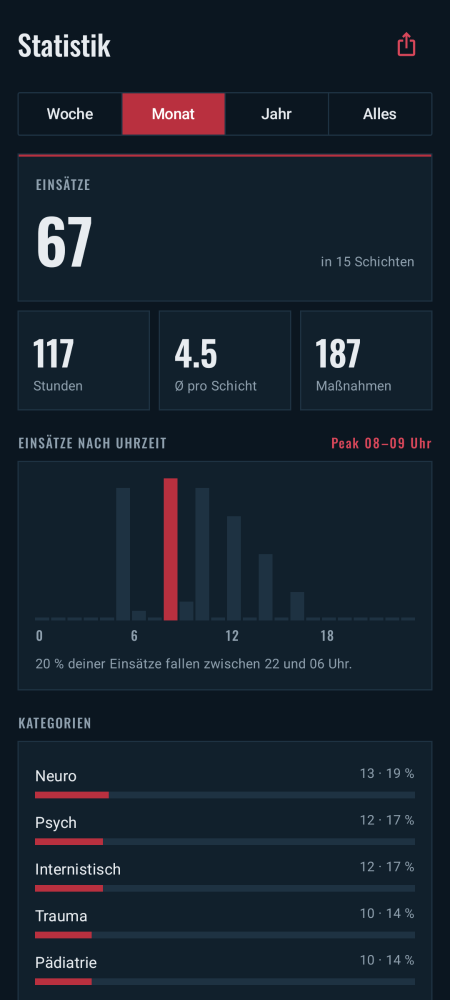 Statistik
Woche Monat Jahr Alles
EINSÄTZE
67
in 15 Schichten
117 4.5 187
Stunden Ø pro Schicht Maßnahmen
EINSÄTZE NACH UHRZEIT Peak 08–09 Uhr
0 6 12 18
20 % deiner Einsätze fallen zwischen 22 und 06 Uhr.
KATEGORIEN
Neuro 13 · 19 %
Psych 12 · 17 %
Internistisch 12 · 17 %
Trauma 10 · 14 %
Pädiatrie 10 · 14 %